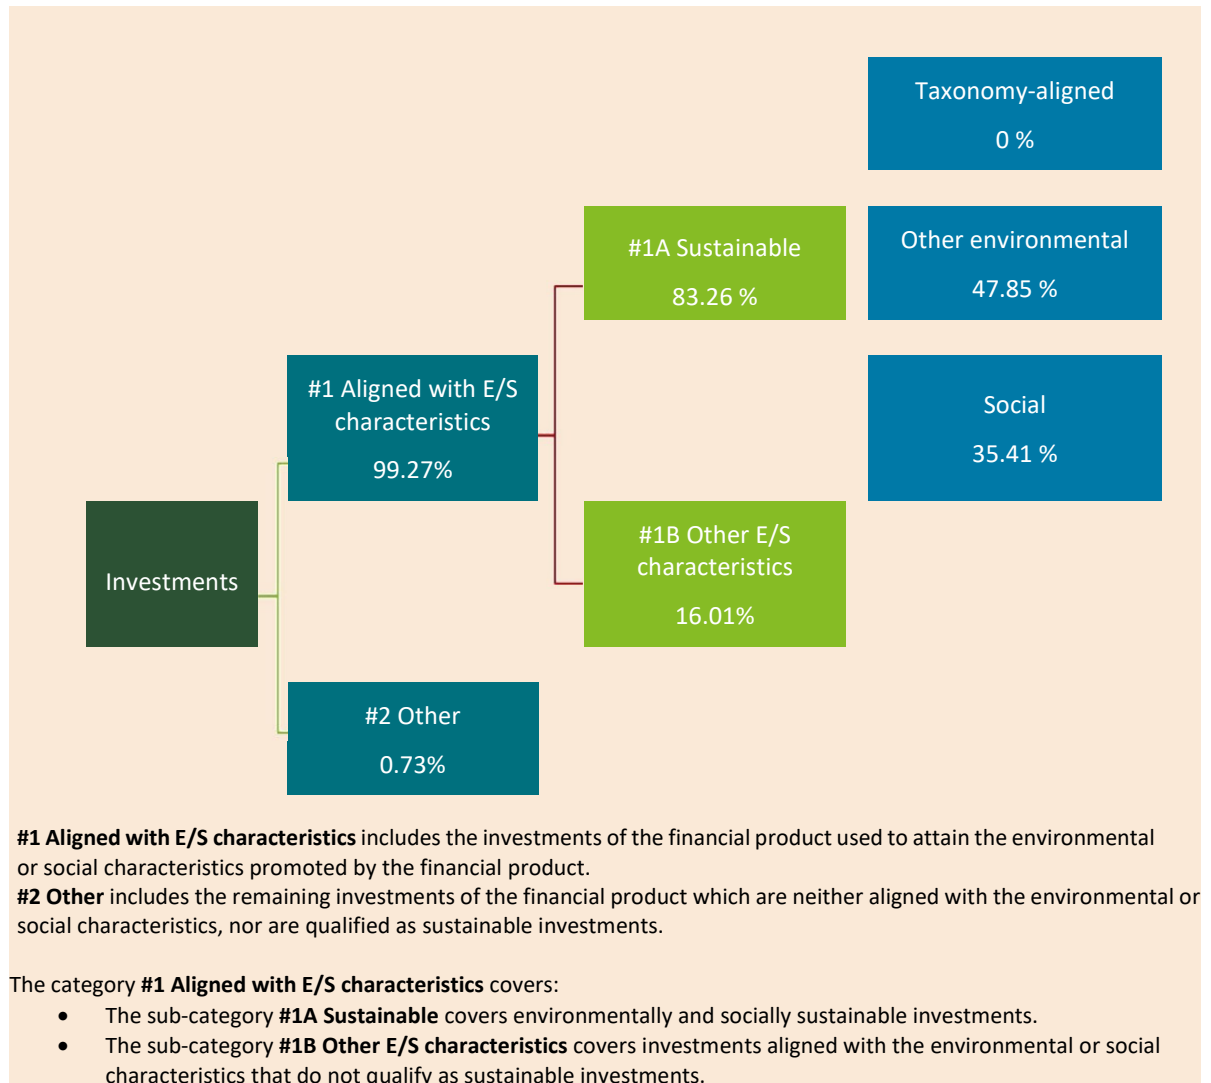 Taxonomy-aligned
0 %
#1A Sustainable
83.26 %
Other environmental
47.85 %
#1 Aligned with E/S
characteristics
99.27%
Social
35.41 %
Investments
#1B Other E/S
characteristics
16.01%
#2 Other
0.73%
#1 Aligned with E/S characteristics includes the investments of the financial product used to attain the environmental
or social characteristics promoted by the financial product.
#2 Other includes the remaining investments of the financial product which are neither aligned with the environmental or
social characteristics, nor are qualified as sustainable investments.
The category #1 Aligned with E/S characteristics covers:
• The sub-category #1A Sustainable covers environmentally and socially sustainable investments.
• The sub-category #1B Other E/S characteristics covers investments aligned with the environmental or social
characteristics that do not qualify as sustainable investments.